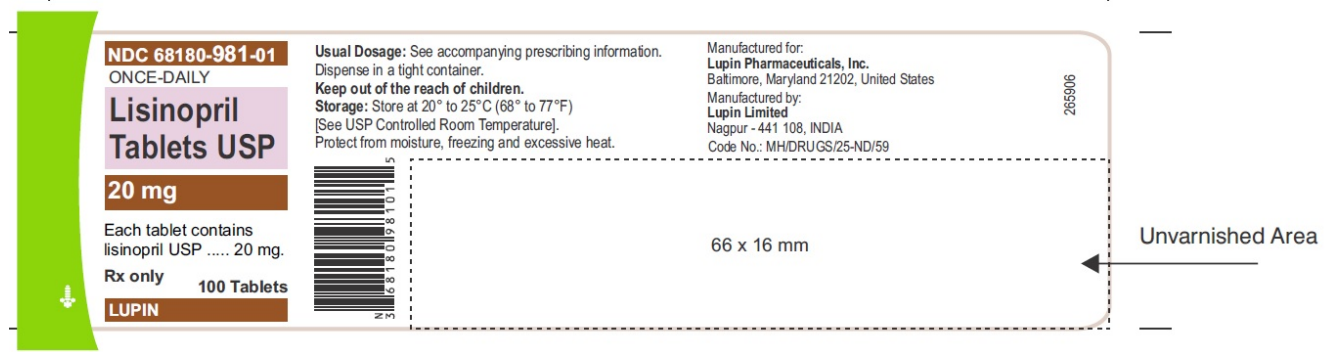 NDC 68180-981-01
ONCE-DAILY
Lisinopril
Tablets USP
20 mg
Each tablet contains
lisinopril USP ..... 20 mg.
Rx only
100 Tablets
LUPIN
Usual Dosage: See accompanying prescribing information.
Dispense in a tight container.
Keep out of the reach of children.
Storage: Store at 20° to 25°C (68° to 77°F)
[See USP Controlled Room Temperature].
Protect from moisture, freezing and excessive heat.
N
3 68180 98101 5
Manufactured for:
Lupin Pharmaceuticals, Inc.
Baltimore, Maryland 21202, United States
Manufactured by:
Lupin Limited
Nagpur - 441 108, INDIA
Code No.: MH/DRUGS/25-ND/59
265906
66 x 16 mm
Unvarnished Area